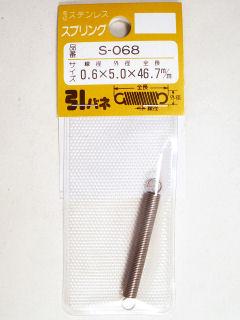 ステンレス
スプリング
品番 S-068
サイズ 線径 外径 全長
0.6×5.0×46.7m/m
引バネ
全長
外径
線径